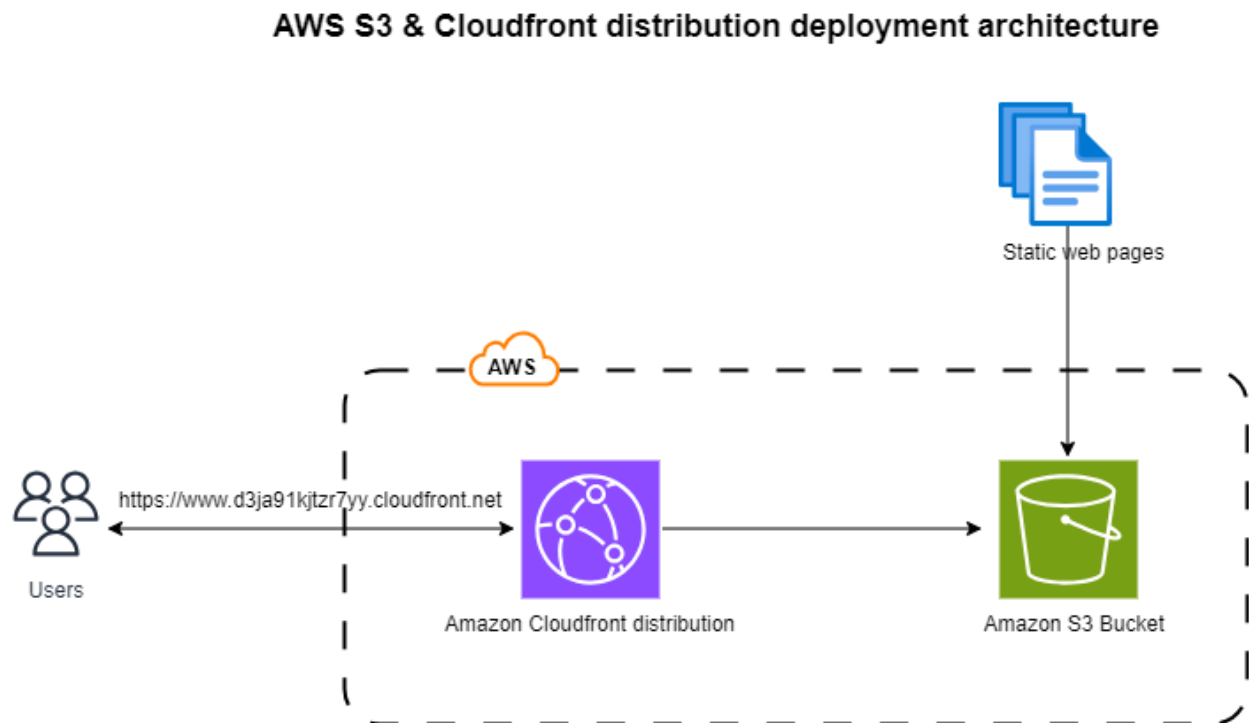 AWS S3 & Cloudfront distribution deployment architecture
Static web pages
AWS
https://www.d3ja91kjtzr7yy.cloudfront.net
Users
Amazon Cloudfront distribution
Amazon S3 Bucket